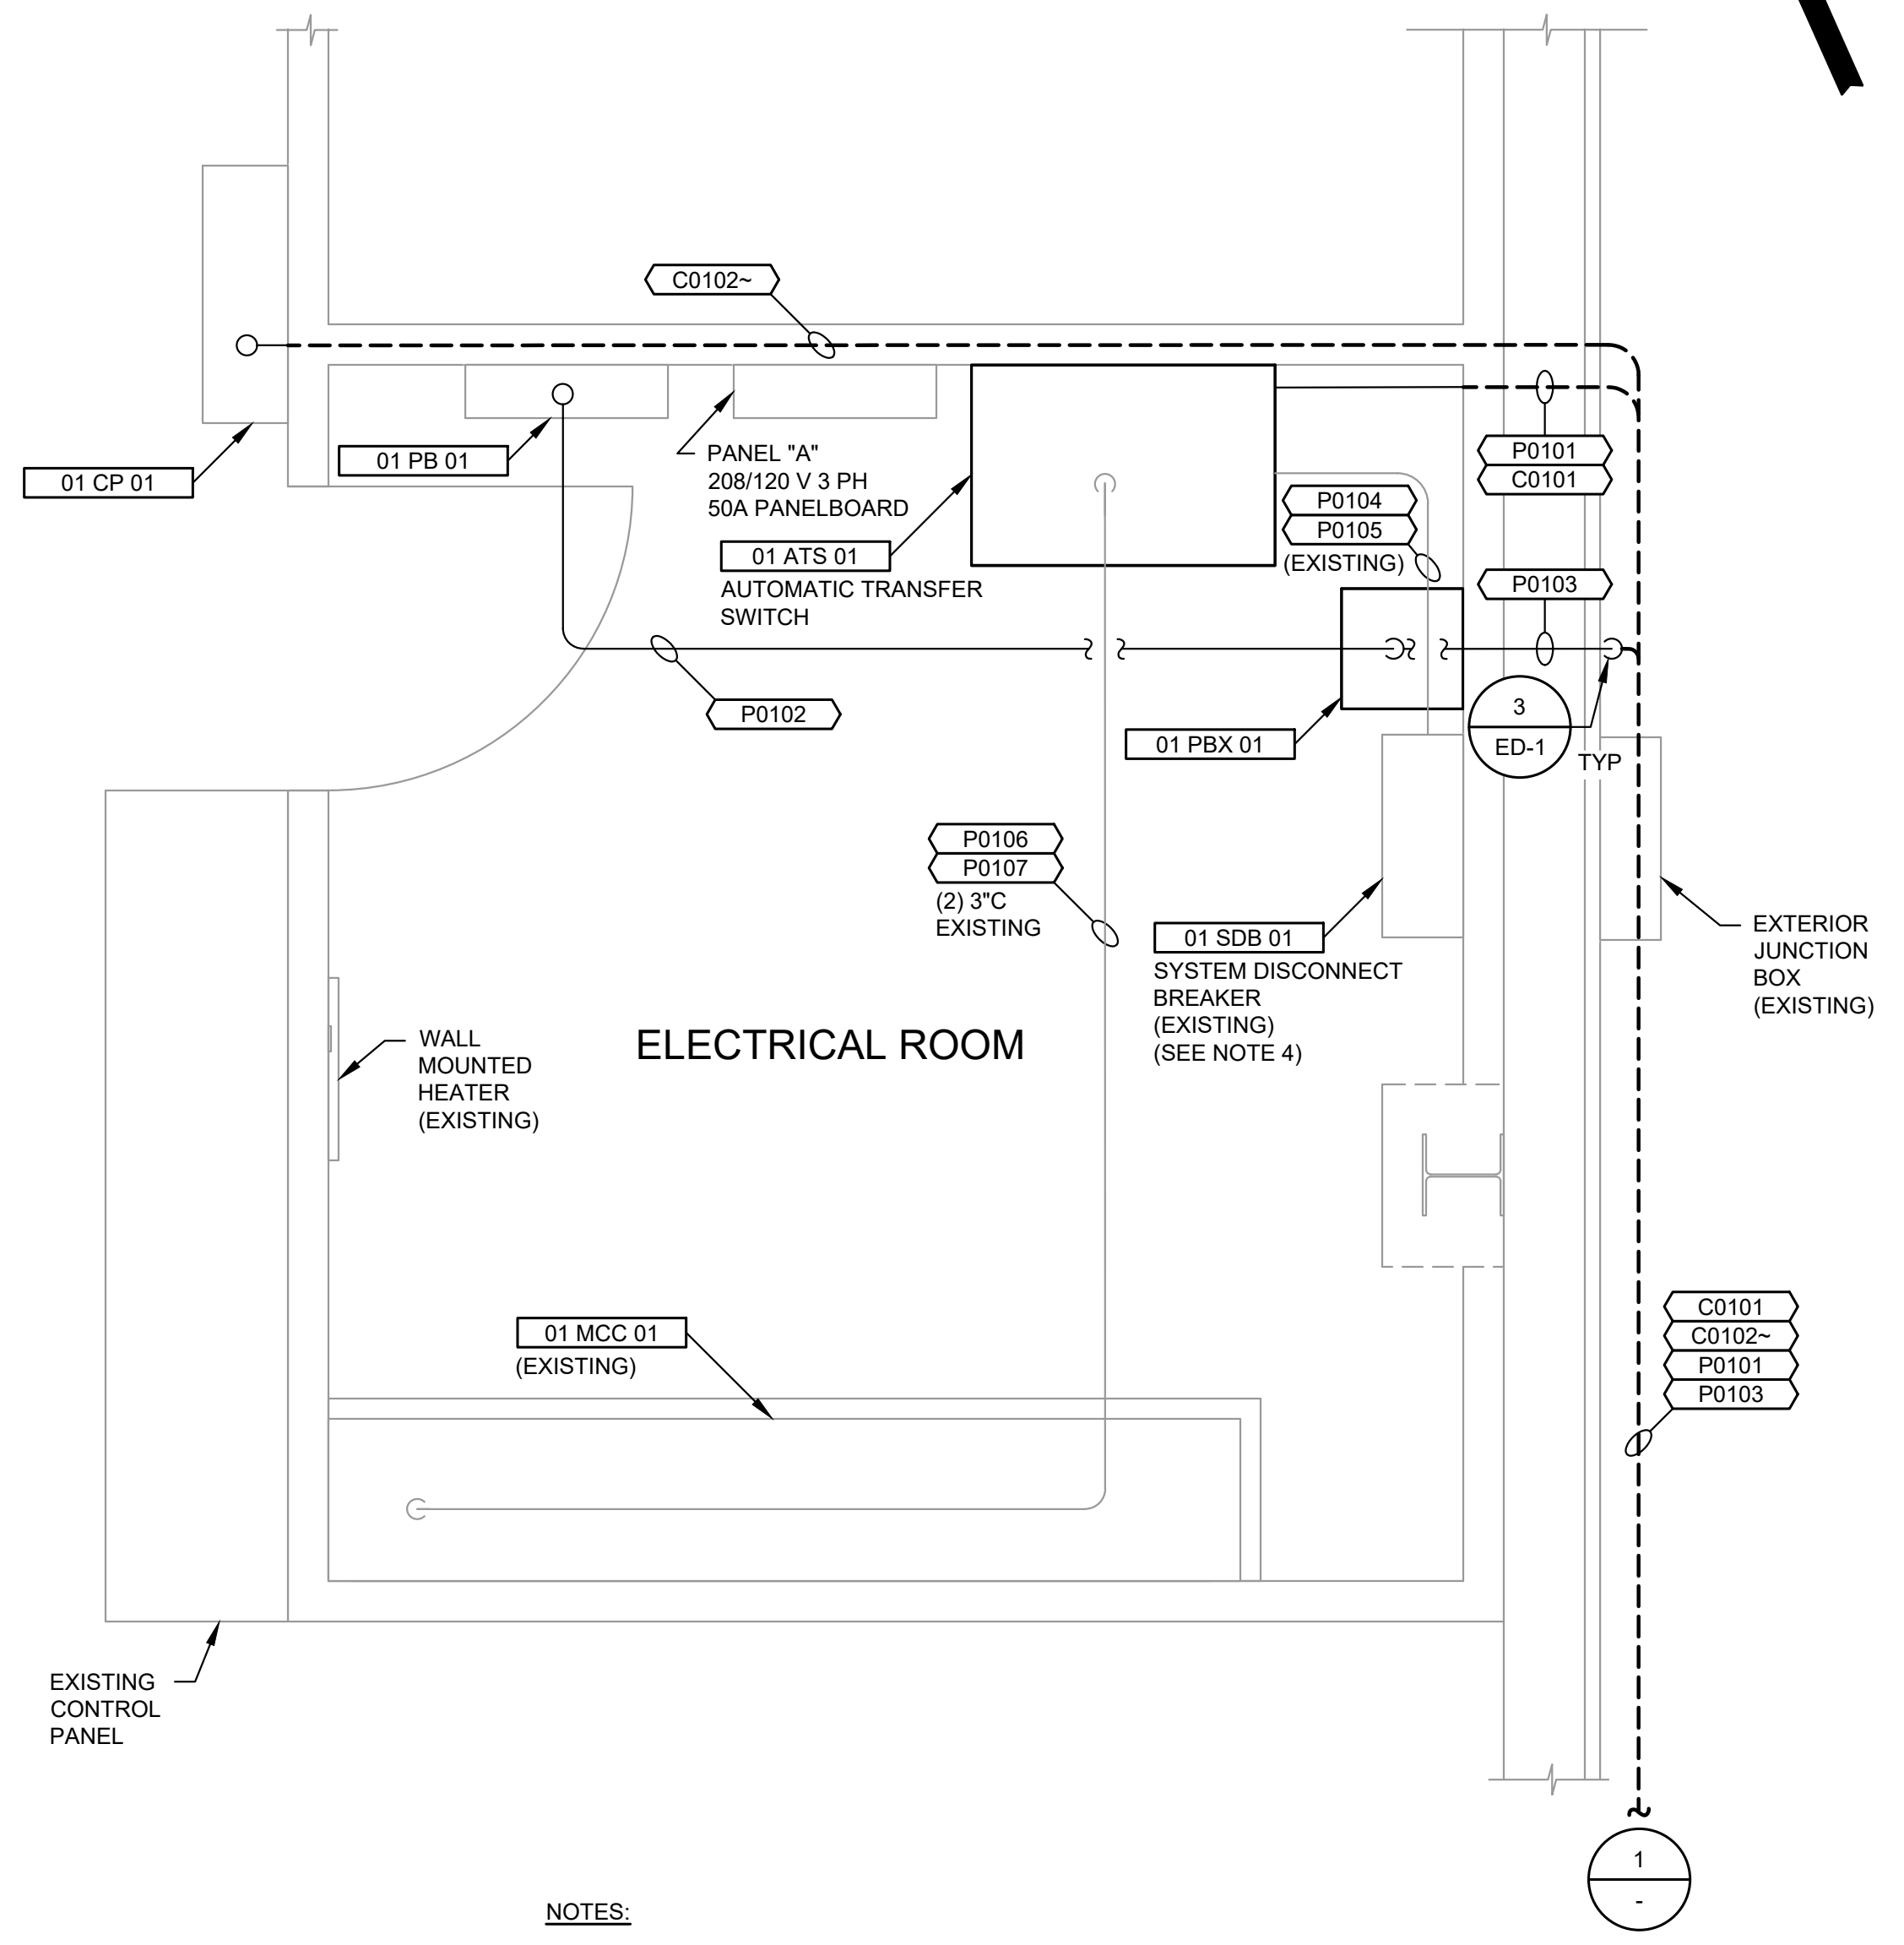 C0102~
01 CP 01
01 PB 01
PANEL "A"
208/120 V 3 PH
50A PANELBOARD
01 ATS 01
AUTOMATIC TRANSFER
SWITCH
P0101
C0101
P0104
P0105
(EXISTING)
P0103
P0102
01 PBX 01
3
ED-1
TYP
P0106
P0107
(2) 3"C
EXISTING
01 SDB 01
SYSTEM DISCONNECT
BREAKER
(EXISTING)
(SEE NOTE 4)
EXTERIOR
JUNCTION
BOX
(EXISTING)
WALL
MOUNTED
HEATER
(EXISTING)
ELECTRICAL ROOM
01 MCC 01
(EXISTING)
C0101
C0102~
P0101
P0103
EXISTING
CONTROL
PANEL
1
-
NOTES: